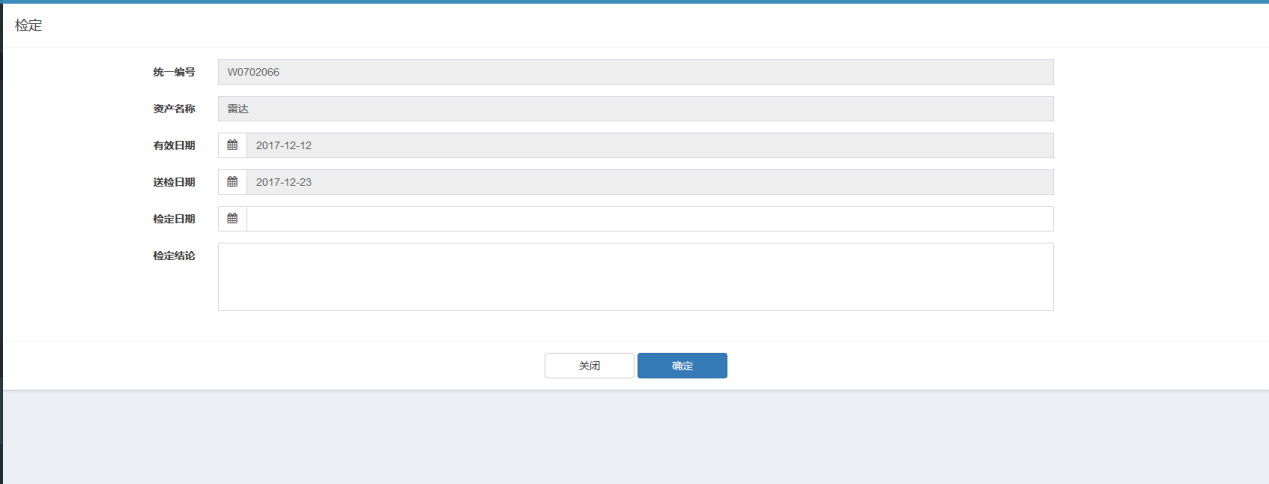 检定
统一编号 W0702066
资产名称 雷达
有效日期 2017-12-12
送检日期 2017-12-23
检定日期
检定结论
关闭 确定